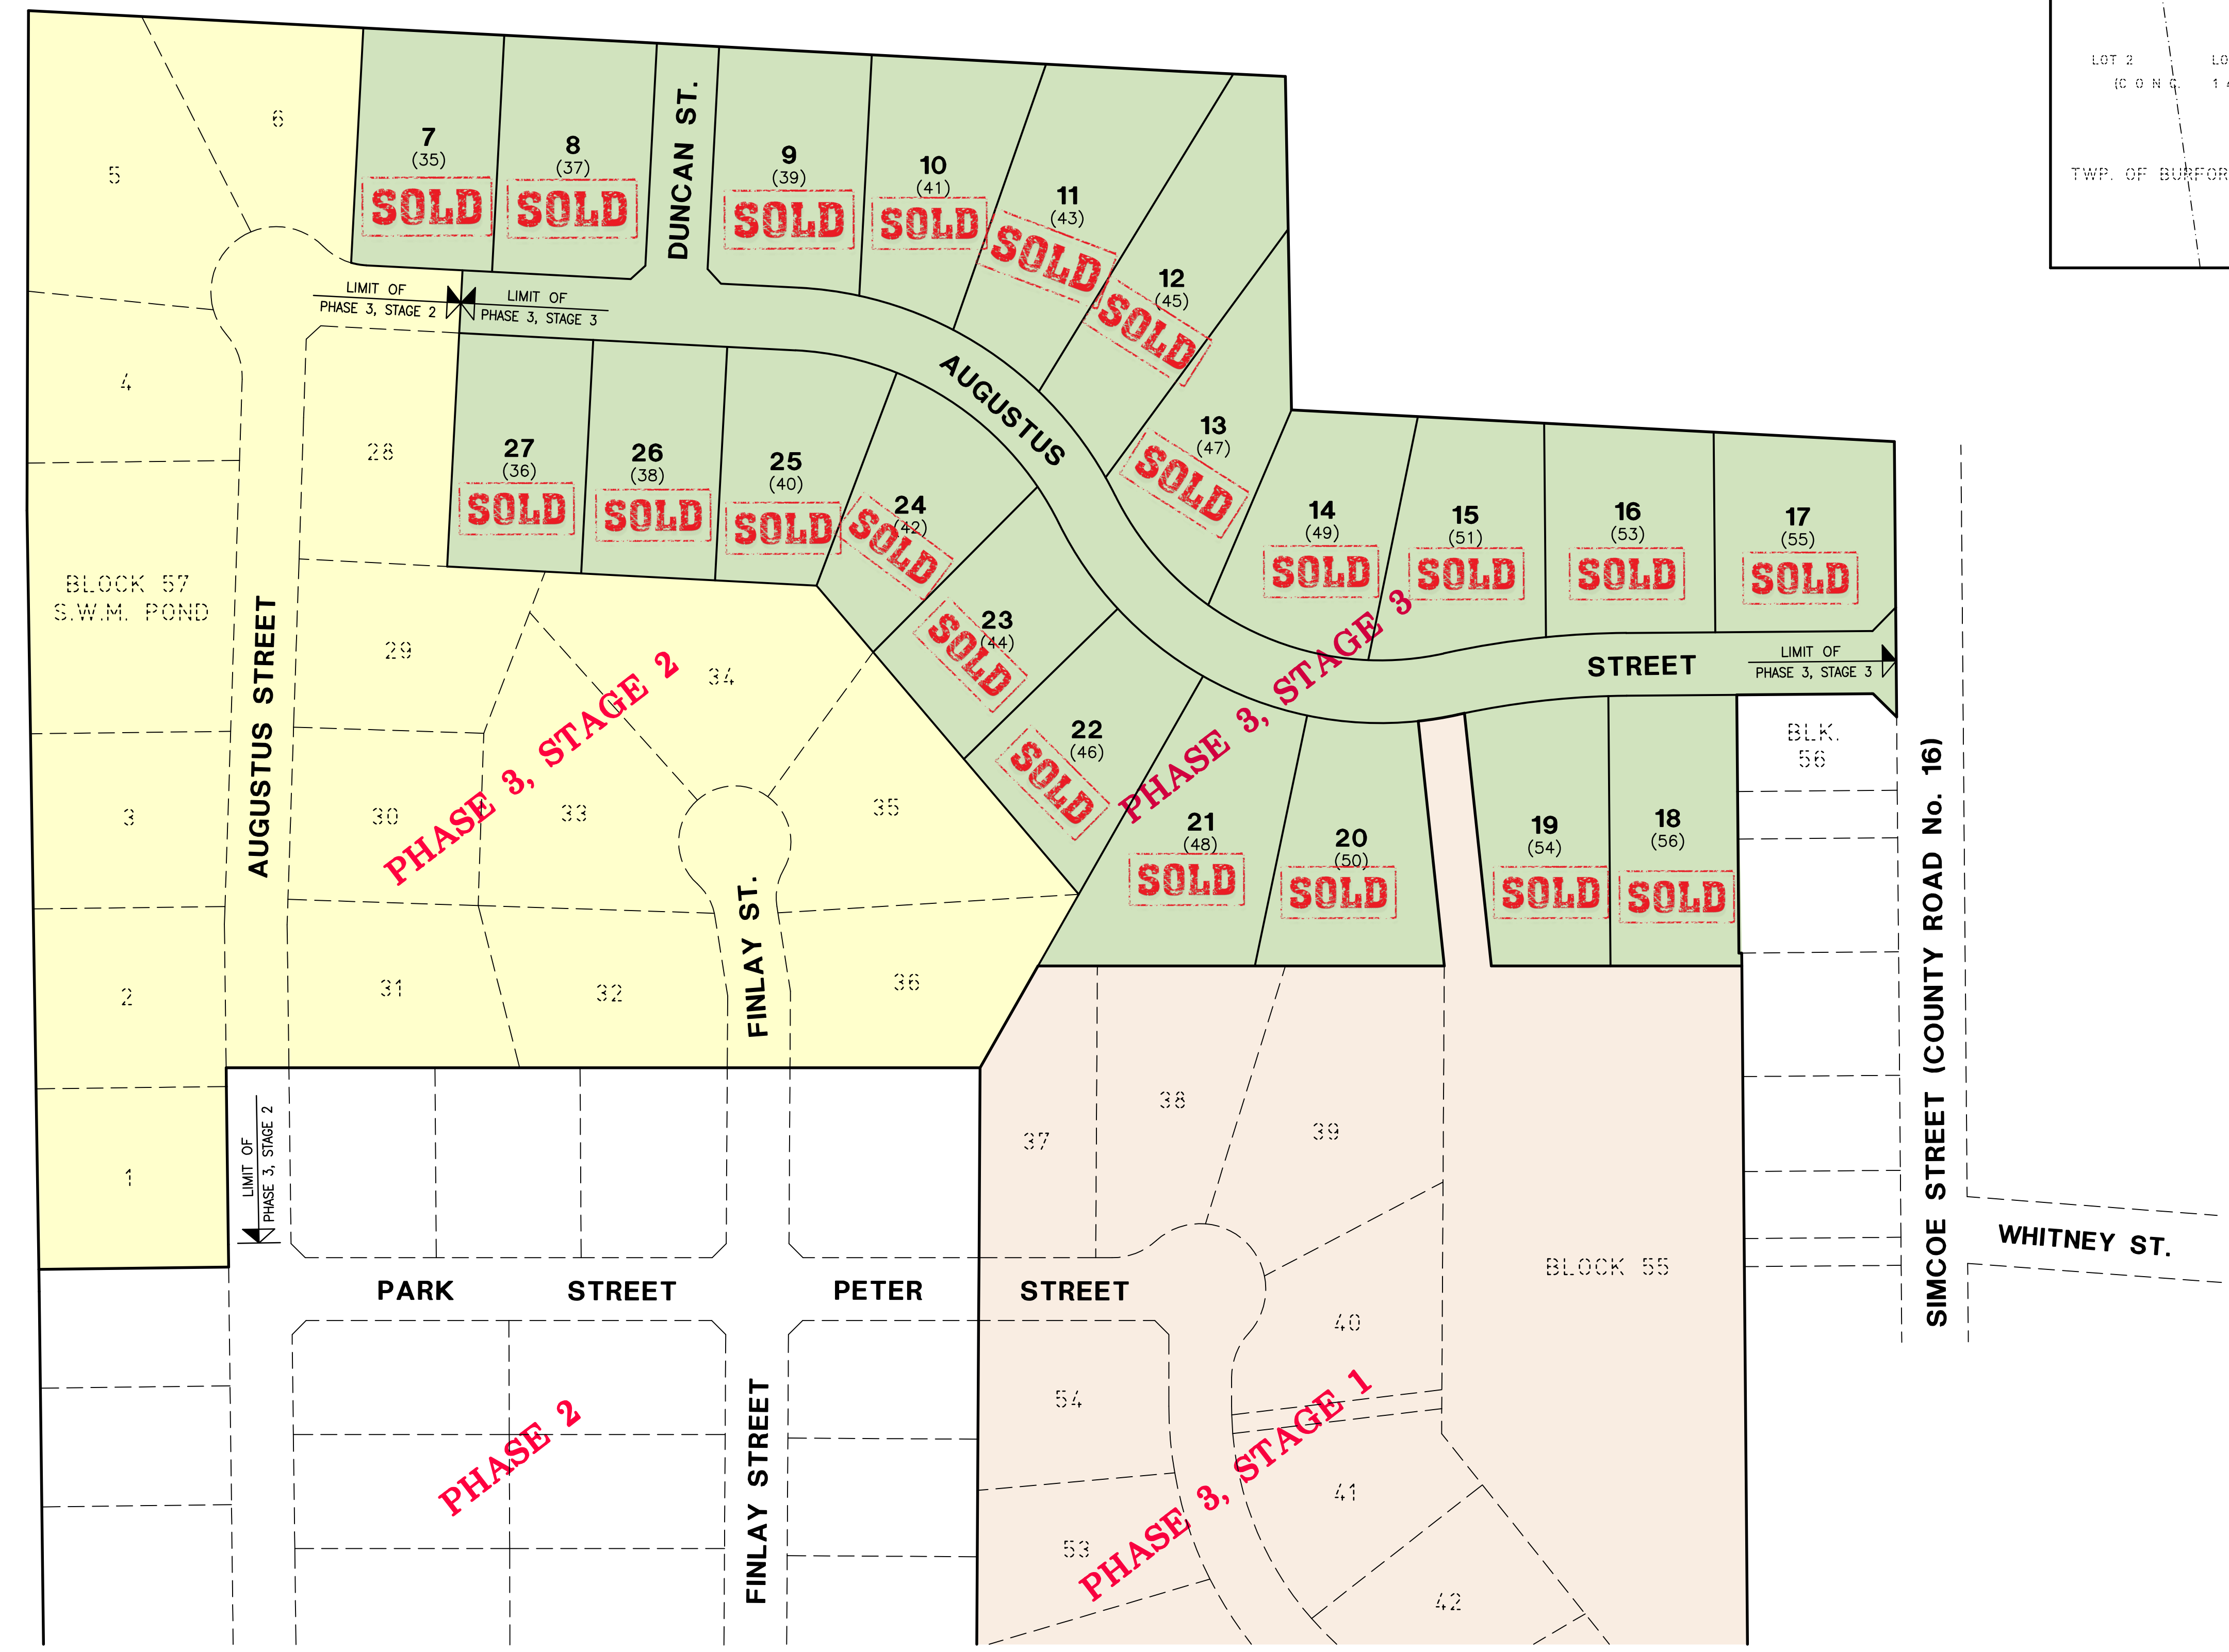 LOT 2
(C O N C.
TWP. OF BURFOR
5
6
7
(35)
SOLD
8
(37)
SOLD
DUNCAN ST.
9
(39)
SOLD
10
(41)
SOLD
11
(43)
SOLD
12
(45)
SOLD
13
(47)
SOLD
LIMIT OF
PHASE 3, STAGE 2
LIMIT OF
PHASE 3, STAGE 3
4
28
27
(36)
SOLD
26
(38)
SOLD
25
(40)
SOLD
24
(42)
SOLD
23
(44)
SOLD
22
(46)
SOLD
AUGUSTUS
STREET
14
(49)
SOLD
15
(51)
SOLD
16
(53)
SOLD
17
(55)
SOLD
LIMIT OF
PHASE 3, STAGE 3
BLOCK 57
S.W.M. POND
AUGUSTUS STREET
29
34
PHASE 3, STAGE 2
PHASE 3, STAGE 3
3
30
33
35
21
(48)
SOLD
20
(50)
SOLD
19
(54)
SOLD
18
(56)
SOLD
BLK.
56
SIMCOE STREET (COUNTY ROAD No. 16)
FINLAY ST.
2
31
32
36
1
LIMIT OF
PHASE 3, STAGE 2
37
38
39
BLOCK 55
WHITNEY ST.
PARK STREET
PETER STREET
40
54
41
53
42
PHASE 2
FINLAY STREET
PHASE 3, STAGE 1